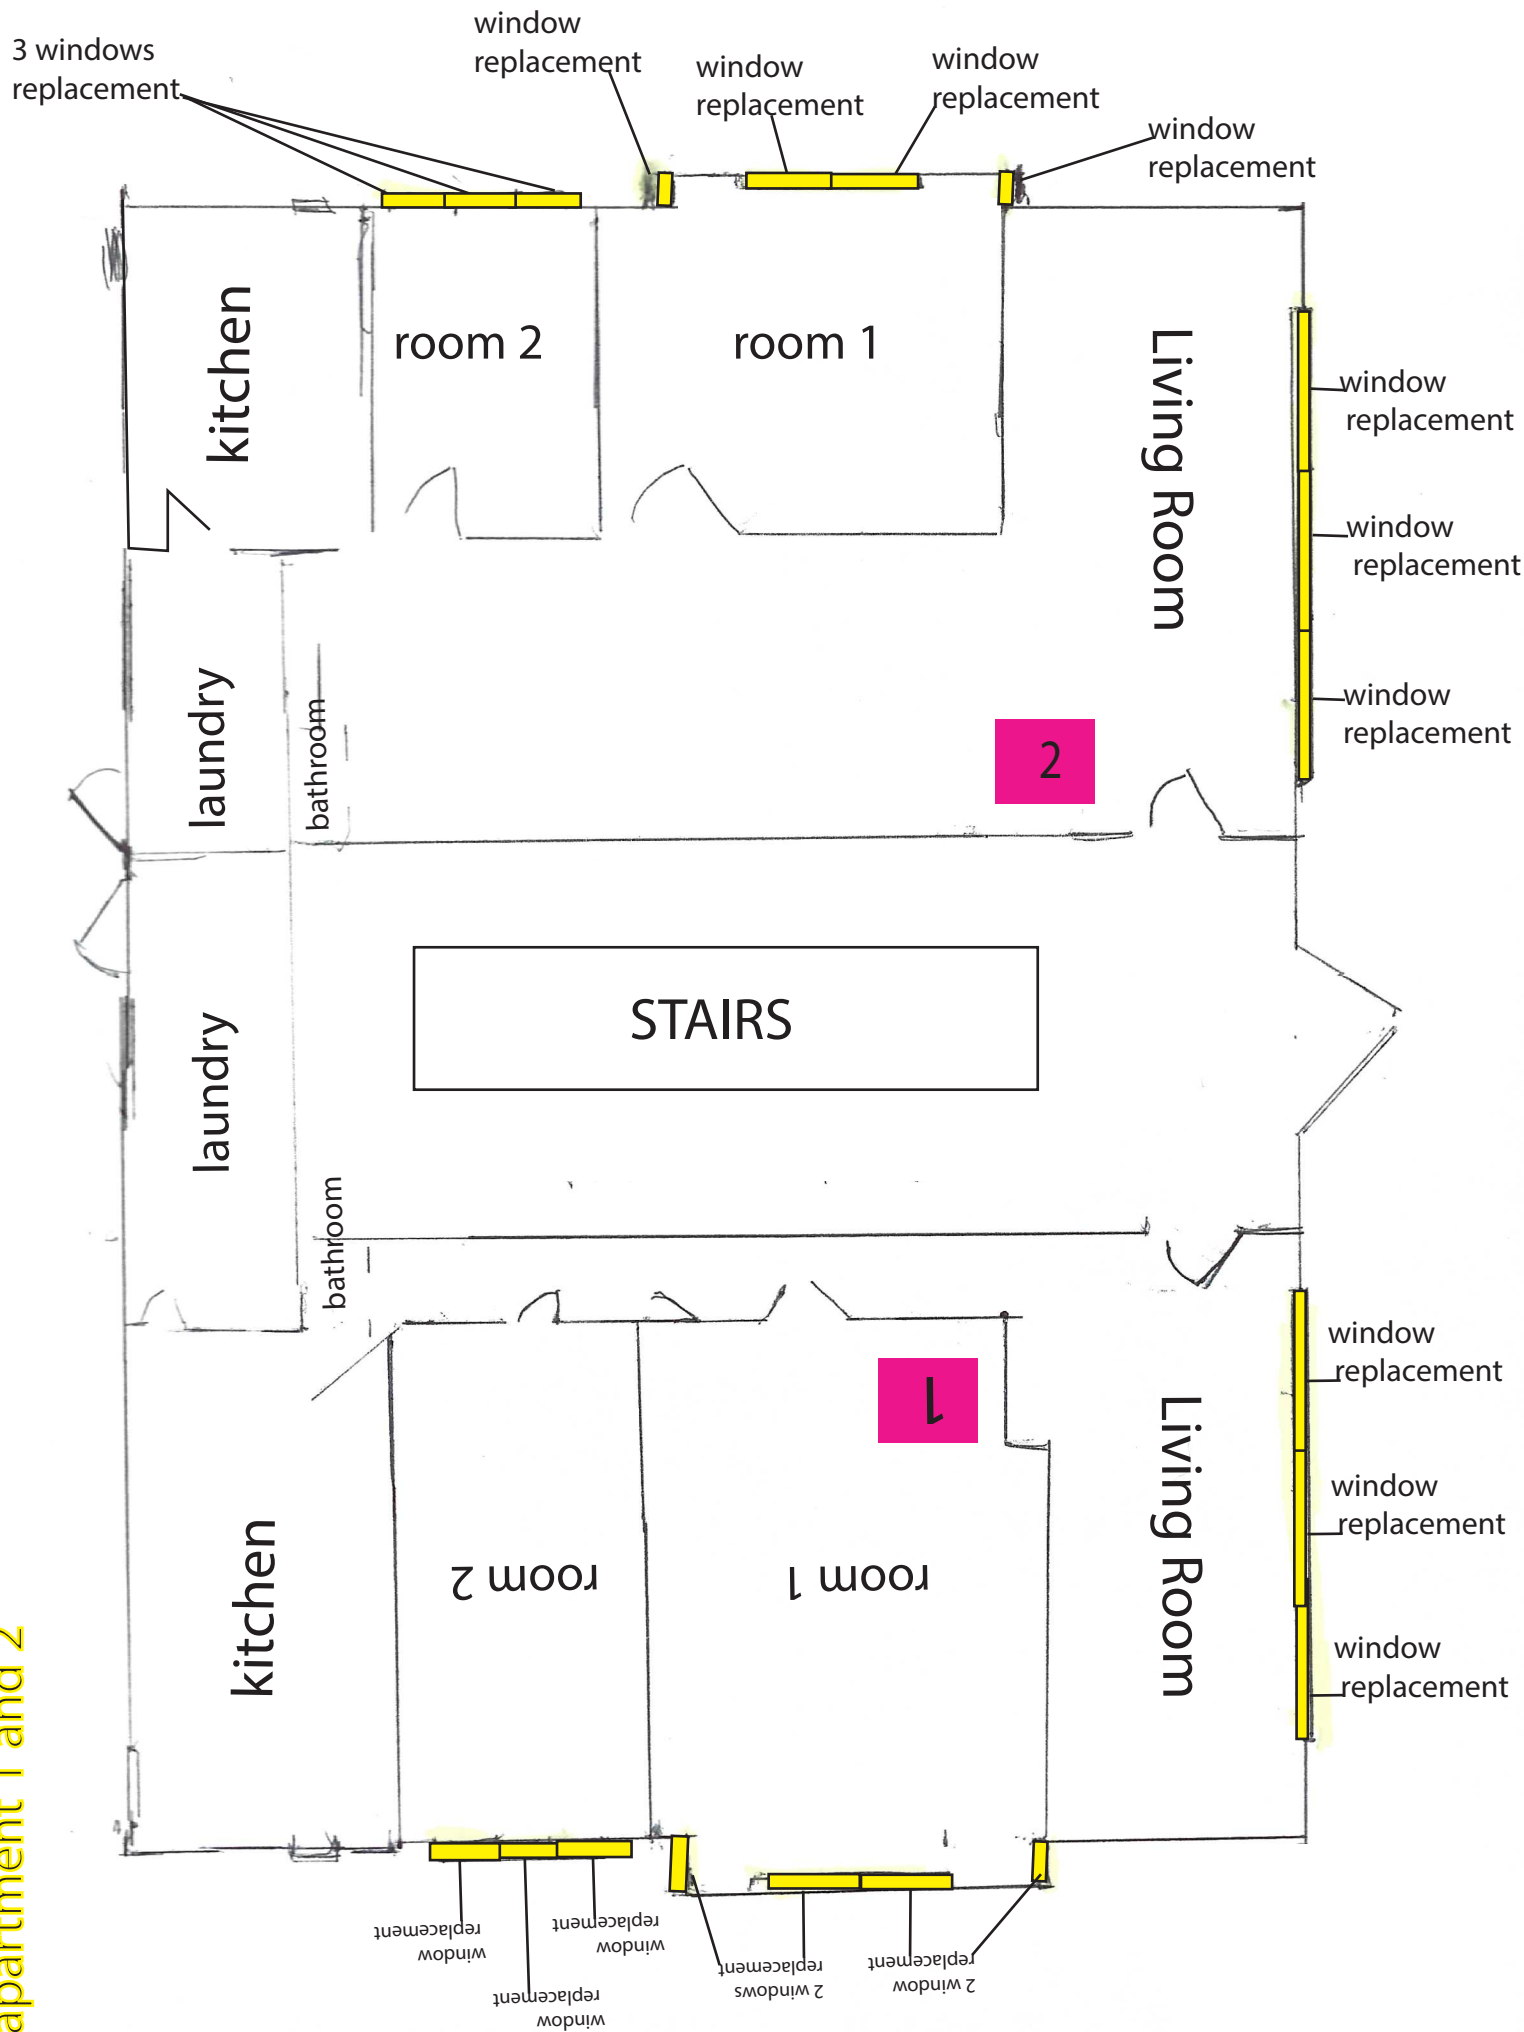 3 windows
replacement
window
replacement
window
replacement
window
replacement
window
replacement
kitchen
room 2
room 1
Living Room
window
replacement
window
replacement
window
replacement
laundry
bathroom
2
STAIRS
laundry
bathroom
1
kitchen
room 2
room 1
Living Room
window
replacement
window
replacement
window
replacement
window
replacement
window
replacement
window
replacement
2 windows
replacement
2 window
replacement
apartment 1 and 2